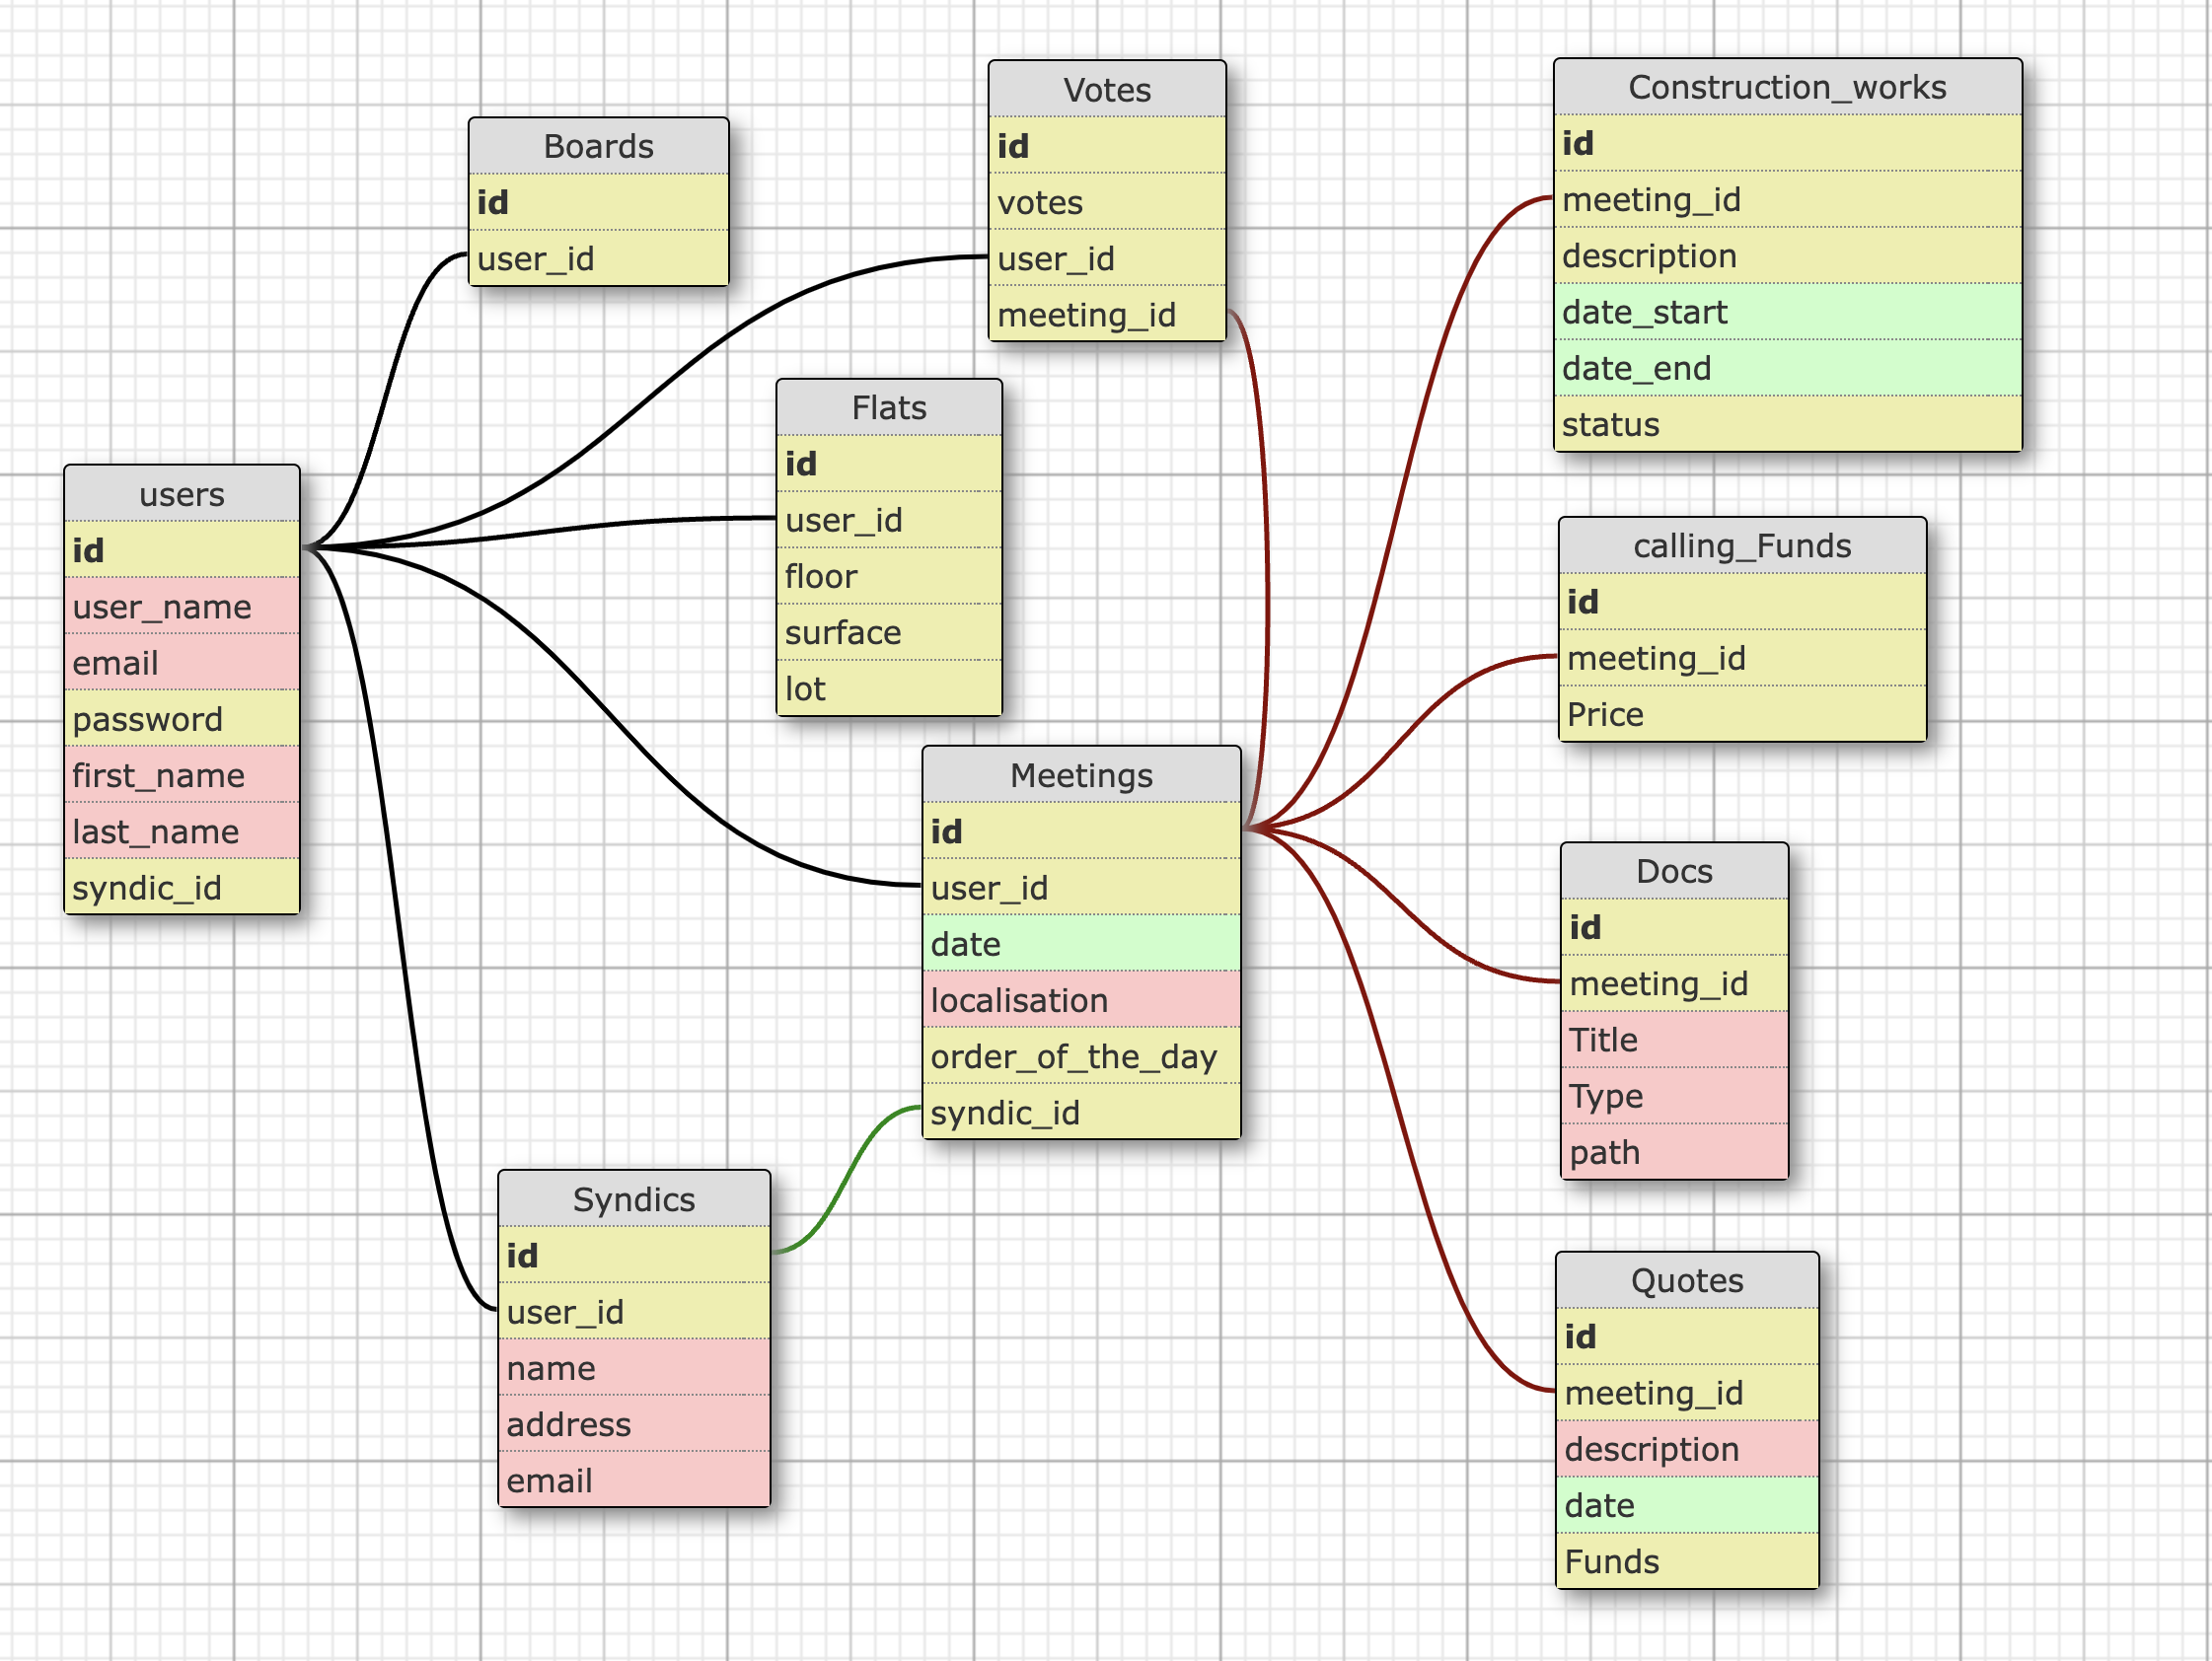 users
id
user_name
email
password
first_name
last_name
syndic_id
Boards
id
user_id
Votes
id
votes
user_id
meeting_id
Flats
id
user_id
floor
surface
lot
Meetings
id
user_id
date
localisation
order_of_the_day
syndic_id
Syndics
id
user_id
name
address
email
Construction_works
id
meeting_id
description
date_start
date_end
status
calling_Funds
id
meeting_id
Price
Docs
id
meeting_id
Title
Type
path
Quotes
id
meeting_id
description
date
Funds